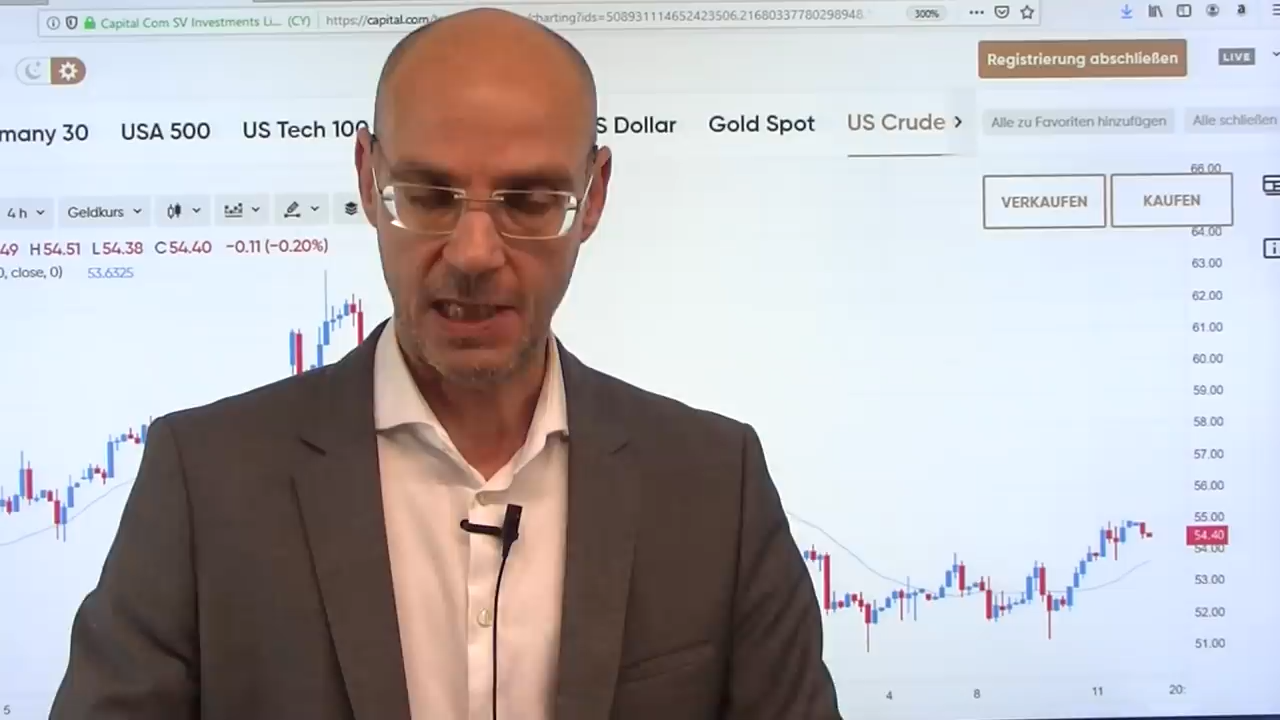 Capital Com SV Investments Li... (CY) https://capital.com/ charting?ids=508931114652423506.21680337780298948. 300%
Registrierung abschließen LIVE
many 30 USA 500 US Tech 100 S Dollar Gold Spot US Crude > Alle zu Favoriten hinzufügen Alle schließen
66.00
4 h Geldkurs VERKAUFEN KAUFEN
64.00
49 H54.51 L54.38 C54.40 −0.11 (−0.20%)
63.00
0, close, 0) 53.6325
62.00
61.00
60.00
59.00
58.00
57.00
56.00
55.00
54.40
54.00
53.00
52.00
51.00
5 4 8 11 20: